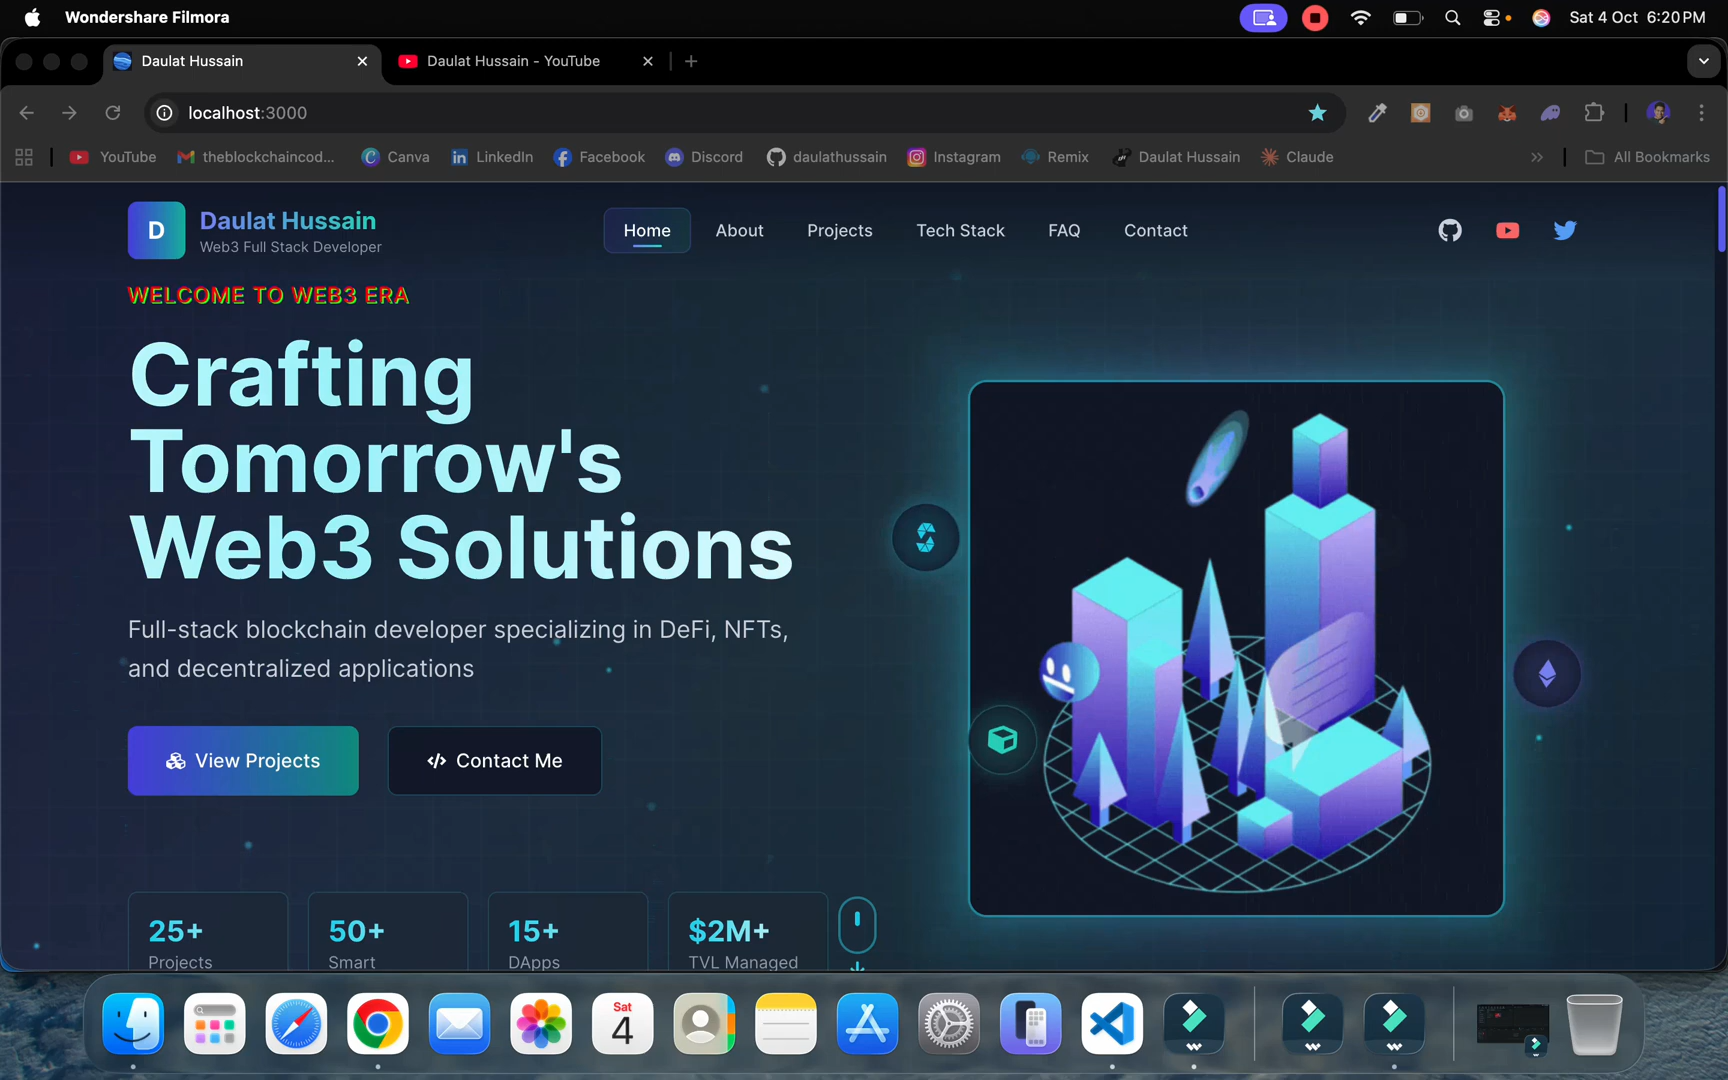 Wondershare Filmora
Sat 4 Oct 6:20 PM
Daulat Hussain
Daulat Hussain - YouTube
localhost:3000
YouTube
theblockchaincod...
Canva
LinkedIn
Facebook
Discord
daulathussain
Instagram
Remix
Daulat Hussain
Claude
All Bookmarks
D
Daulat Hussain
Web3 Full Stack Developer
Home
About
Projects
Tech Stack
FAQ
Contact
WELCOME TO WEB3 ERA
Crafting
Tomorrow's
Web3 Solutions
Full-stack blockchain developer specializing in DeFi, NFTs,
and decentralized applications
View Projects
Contact Me
25+
Projects
50+
Smart
15+
DApps
$2M+
TVL Managed
Sat
4